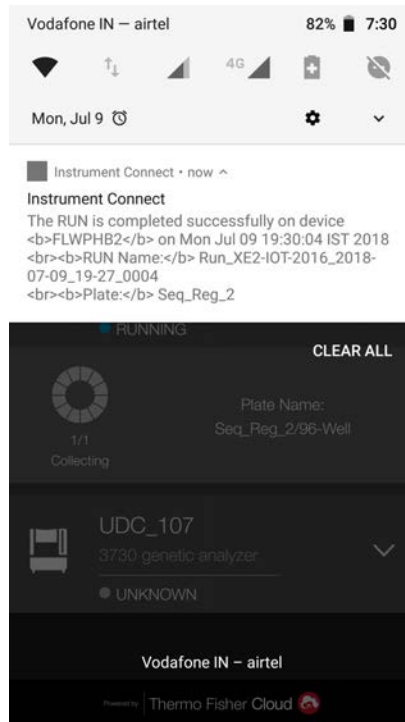 Vodafone IN — airtel 82% 7:30
4G
Mon, Jul 9
Instrument Connect • now
Instrument Connect
The RUN is completed successfully on device
<b>FLWPHB2</b> on Mon Jul 09 19:30:04 IST 2018
<br><b>RUN Name:</b> Run_XE2-IOT-2016_2018-
07-09_19-27_0004
<br><b>Plate:</b> Seq_Reg_2
RUNNING
CLEAR ALL
Plate Name:
Seq_Reg_2/96-Well
1/1
Collecting
UDC_107
3730 genetic analyzer
UNKNOWN
Vodafone IN – airtel
Powered by Thermo Fisher Cloud